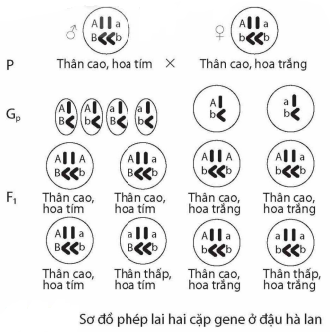 ♂ A a ♀ A a
B b b b
P Thân cao, hoa tím × Thân cao, hoa trắng
Gp A A a a A a
B b B b b b
A A A a A A A a
B b B b b b b b
F1 Thân cao, Thân cao, Thân cao, Thân cao,
hoa tím hoa tím hoa trắng hoa trắng
A a a a A a a a
B b B b b b b b
Thân cao, Thân thấp, Thân cao, Thân thấp,
hoa tím hoa tím hoa trắng hoa trắng
Sơ đồ phép lai hai cặp gene ở đậu hà lan